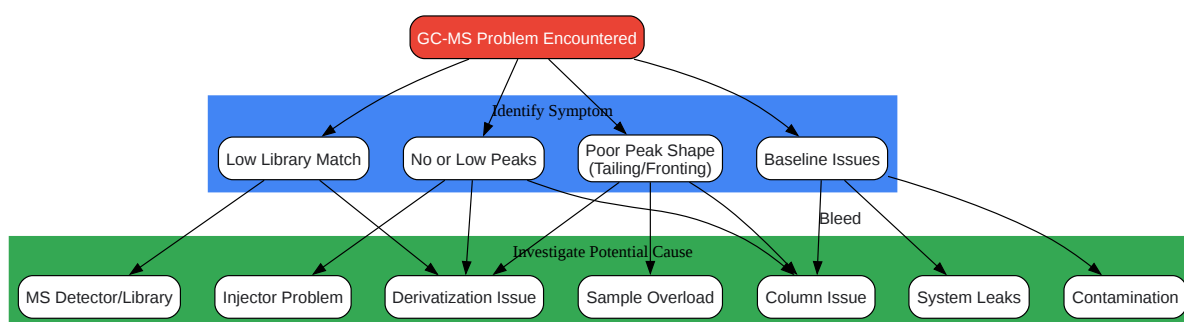 GC-MS Problem Encountered
Identify Symptom
Low Library Match
No or Low Peaks
Poor Peak Shape
(Tailing/Fronting)
Baseline Issues
Bleed
Investigate Potential Cause
MS Detector/Library
Injector Problem
Derivatization Issue
Sample Overload
Column Issue
System Leaks
Contamination